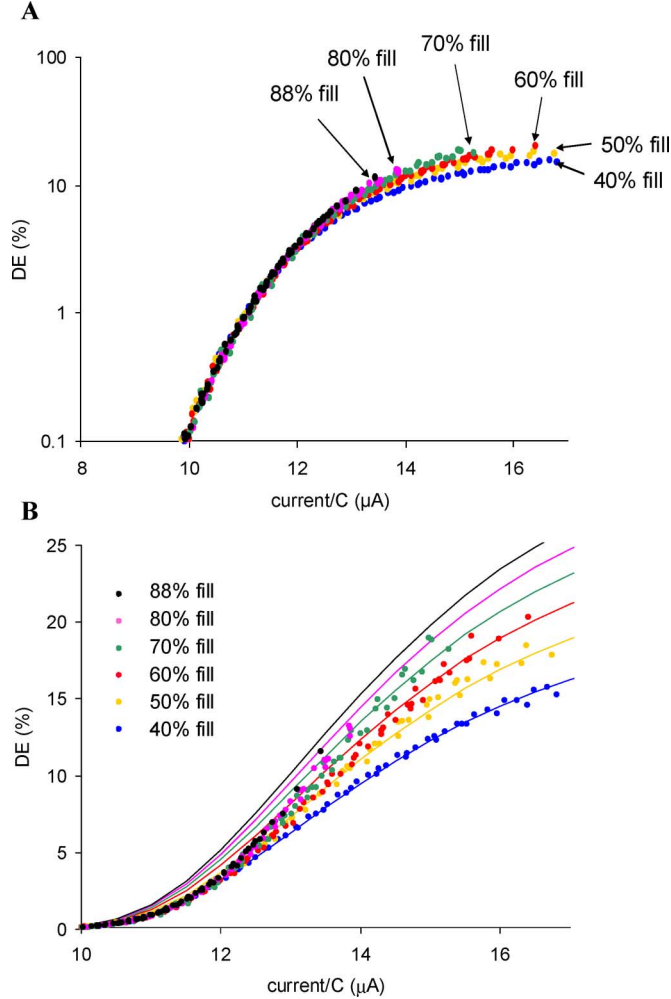 A
100
10
1
0.1
DE (%)
8
10
12
14
16
current/C (µA)
88% fill
80% fill
70% fill
60% fill
50% fill
40% fill
B
25
20
15
10
5
0
DE (%)
88% fill
80% fill
70% fill
60% fill
50% fill
40% fill
10
12
14
16
current/C (µA)